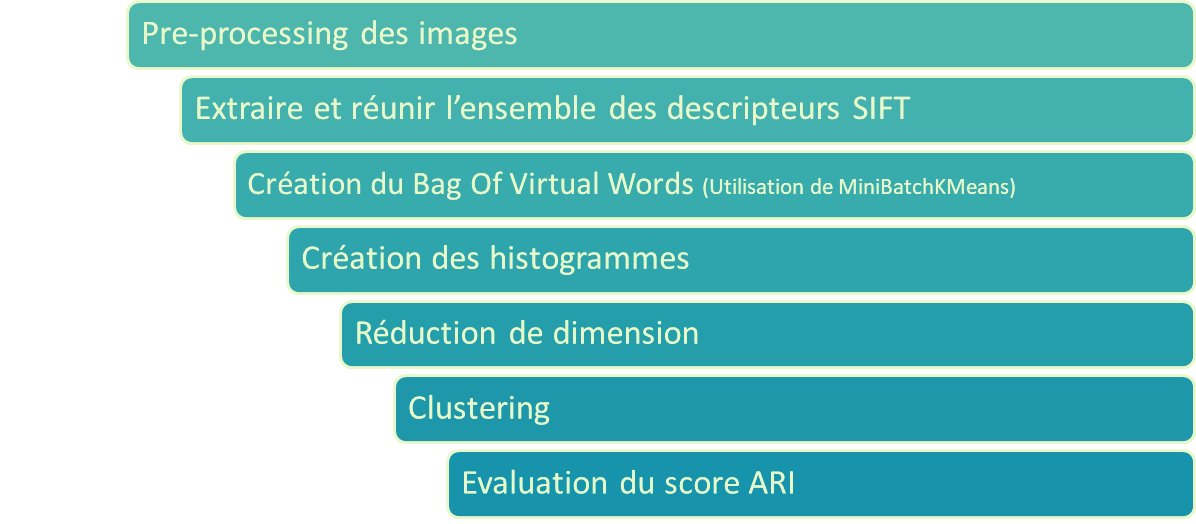 Pre-processing des images
Extraire et réunir l’ensemble des descripteurs SIFT
Création du Bag Of Virtual Words (Utilisation de MiniBatchKMeans)
Création des histogrammes
Réduction de dimension
Clustering
Evaluation du score ARI